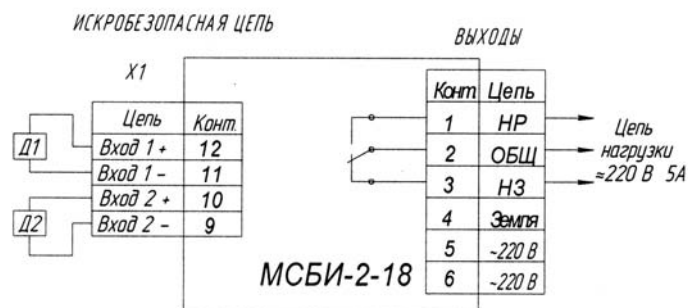 ИСКРОБЕЗОПАСНАЯ ЦЕПЬ
ВЫХОДЫ
X1
Цепь Конт.
Д1
Вход 1 + 12
Вход 1 - 11
Д2
Вход 2 + 10
Вход 2 - 9
Конт Цепь
1 НР
2 ОБЩ
3 НЗ
4 Земля
5 ~220 В
6 ~220 В
Цепь
нагрузки
≈220 В 5А
МСБИ-2-18